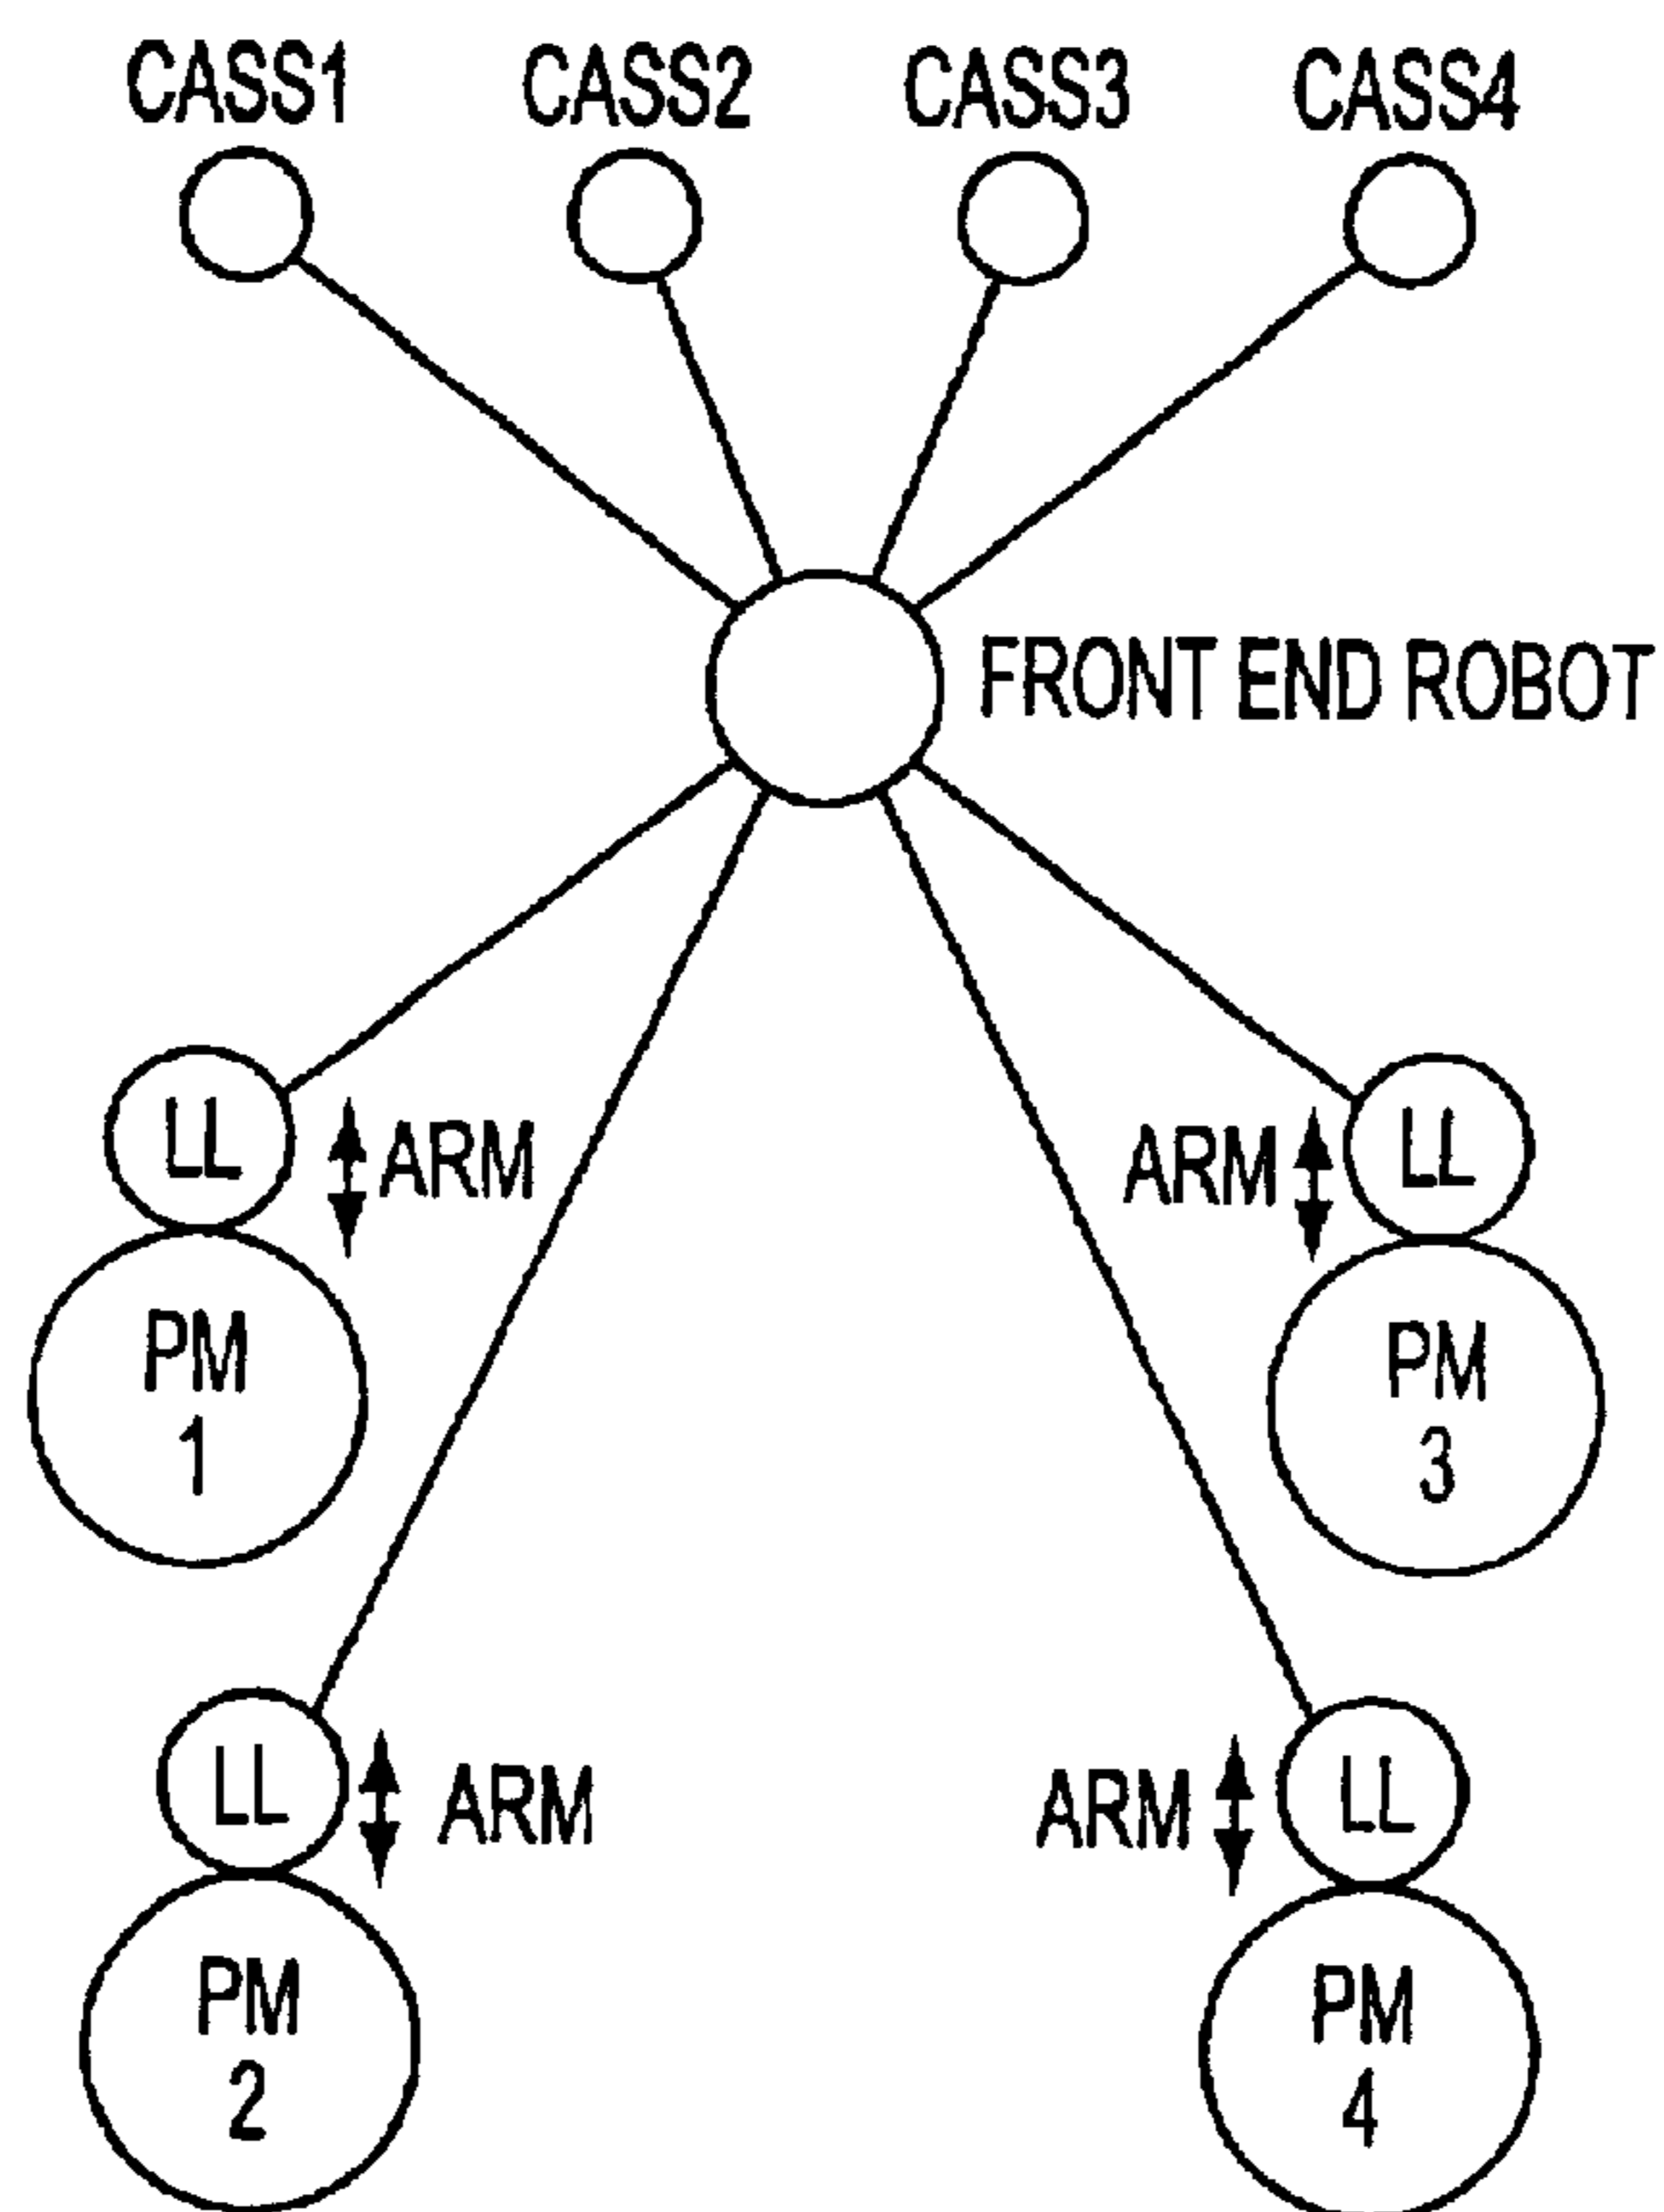 CASS1 CASS2 CASS3 CASS4
FRONT END ROBOT
LL ARM ARM LL
PM
1
PM
3
LL ARM ARM LL
PM
2
PM
4